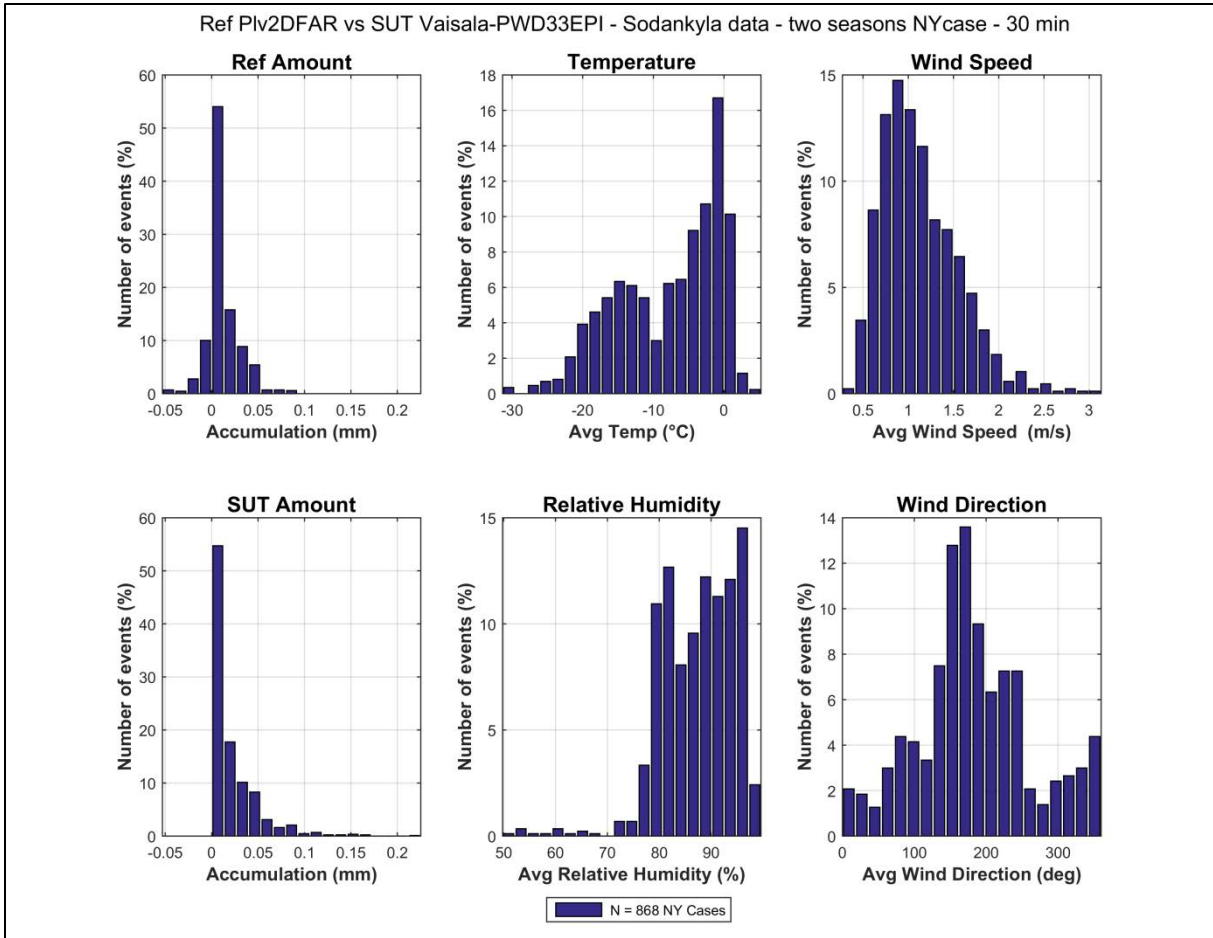 Ref Plv2DFAR vs SUT Vaisala-PWD33EPI - Sodankyla data - two seasons NYcase - 30 min
Ref Amount
Number of events (%)
60
50
40
30
20
10
0
-0.05 0 0.05 0.1 0.15 0.2
Accumulation (mm)
Temperature
Number of events (%)
18
16
14
12
10
8
6
4
2
0
-30 -20 -10 0
Avg Temp (°C)
Wind Speed
Number of events (%)
15
10
5
0
0.5 1 1.5 2 2.5 3
Avg Wind Speed (m/s)
SUT Amount
Number of events (%)
60
50
40
30
20
10
0
-0.05 0 0.05 0.1 0.15 0.2
Accumulation (mm)
Relative Humidity
Number of events (%)
15
10
5
0
50 60 70 80 90
Avg Relative Humidity (%)
Wind Direction
Number of events (%)
14
12
10
8
6
4
2
0
0 100 200 300
Avg Wind Direction (deg)
N = 868 NY Cases